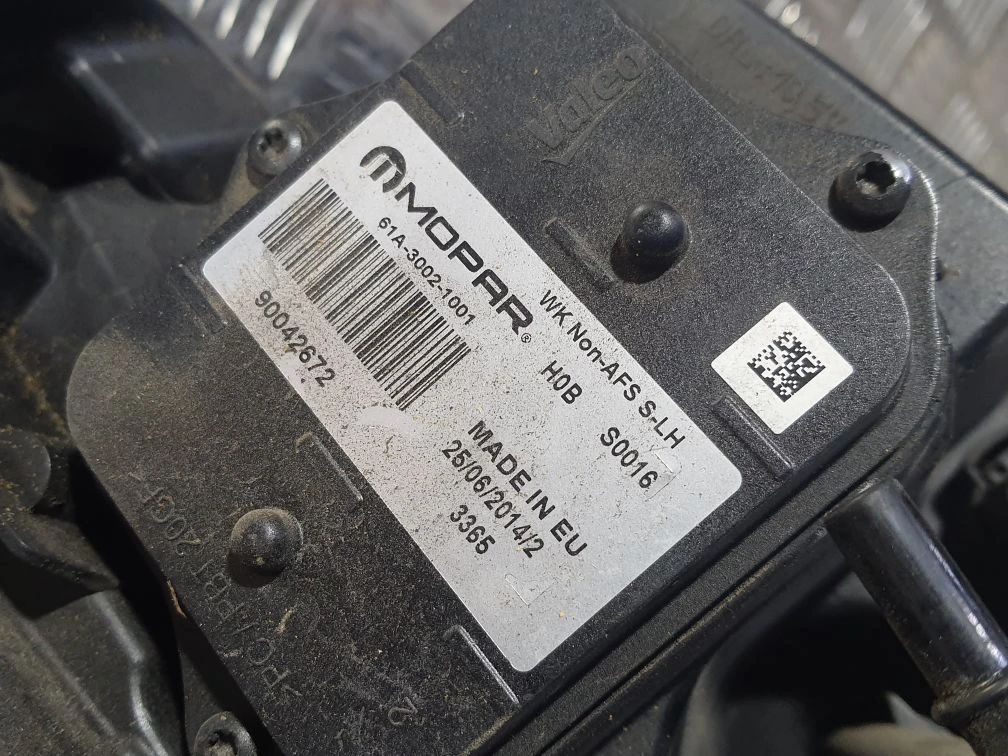 Valeo
MOPAR®
61A-3002-1001
90042672
WK Non-AFS S-LH
H0B S0016
MADE IN EU
25/06/2014/2
3365